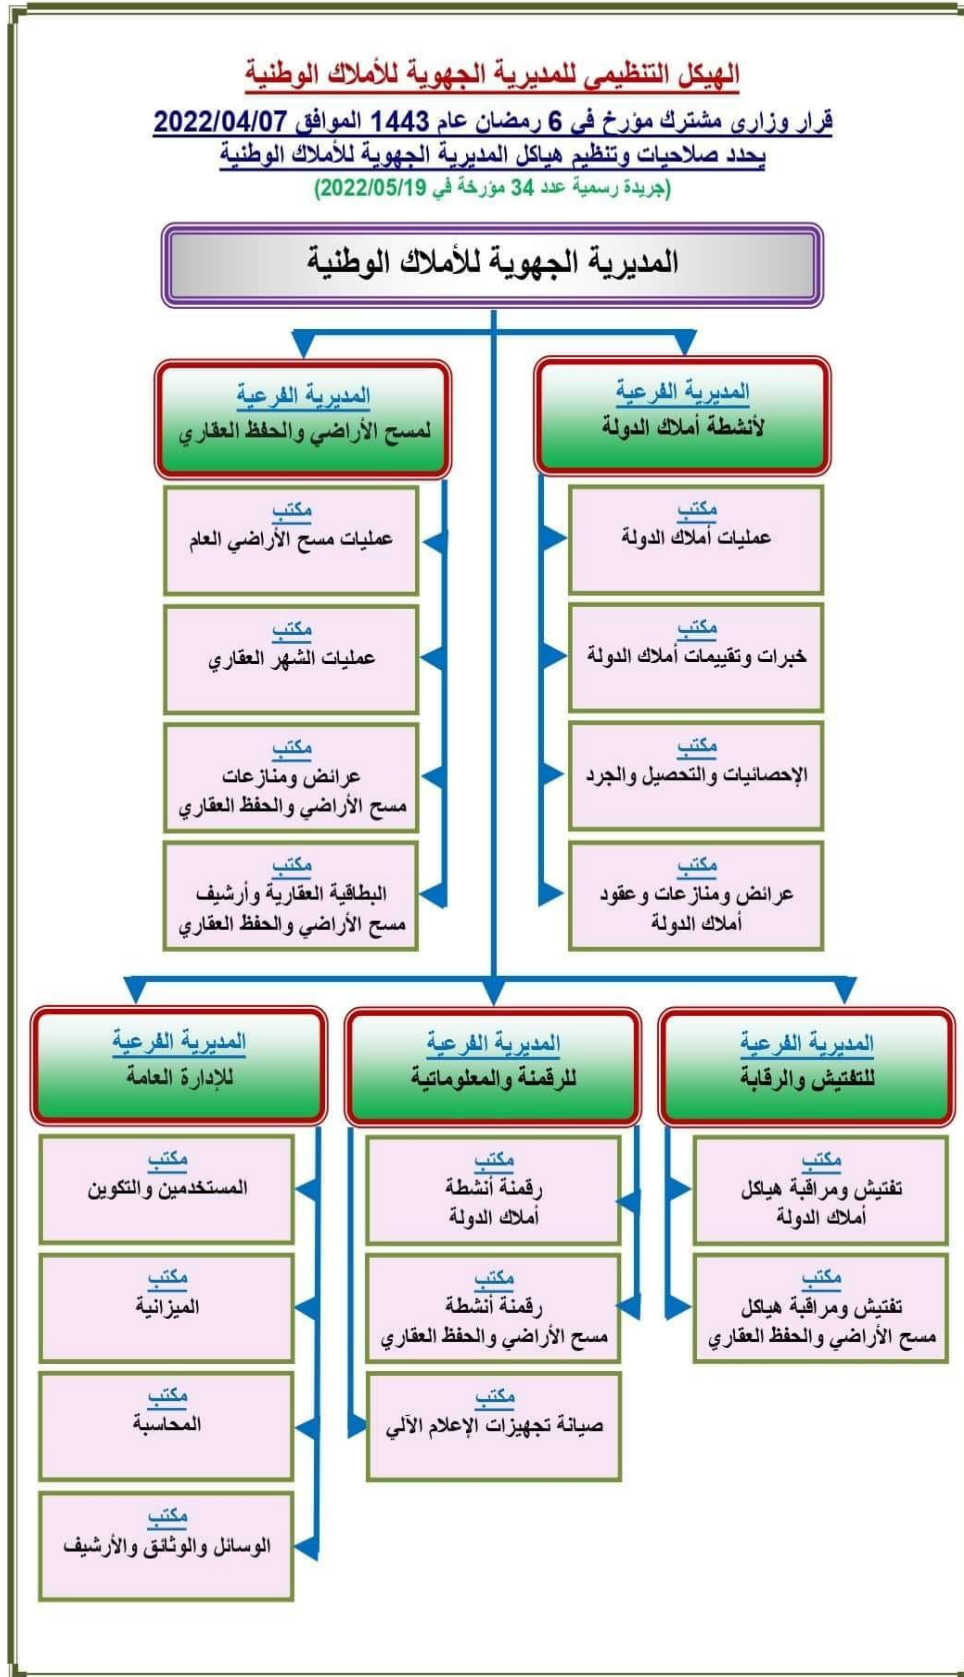 الهيكل التنظيمي للمديرية الجهوية للأملاك الوطنية
قرار وزاري مشترك مؤرخ في 6 رمضان عام 1443 الموافق 2022/04/07
يحدد صلاحيات وتنظيم هياكل المديرية الجهوية للأملاك الوطنية
(جريدة رسمية عدد 34 مؤرخة في 2022/05/19)
المديرية الجهوية للأملاك الوطنية
المديرية الفرعية
لأنشطة أملاك الدولة
مكتب
عمليات أملاك الدولة
مكتب
خبرات وتقييمات أملاك الدولة
مكتب
الإحصائيات والتحصيل والجرد
مكتب
عرائض ومنازعات وعقود
أملاك الدولة
المديرية الفرعية
لمسح الأراضي والحفظ العقاري
مكتب
عمليات مسح الأراضي العام
مكتب
عمليات الشهر العقاري
مكتب
عرائض ومنازعات
مسح الأراضي والحفظ العقاري
مكتب
البطاقية العقارية وأرشيف
مسح الأراضي والحفظ العقاري
المديرية الفرعية
للتفتيش والرقابة
مكتب
تفتيش ومراقبة هياكل
أملاك الدولة
مكتب
تفتيش ومراقبة هياكل
مسح الأراضي والحفظ العقاري
المديرية الفرعية
للرقمنة والمعلوماتية
مكتب
رقمنة أنشطة
أملاك الدولة
مكتب
رقمنة أنشطة
مسح الأراضي والحفظ العقاري
مكتب
صيانة تجهيزات الإعلام الآلي
المديرية الفرعية
للإدارة العامة
مكتب
المستخدمين والتكوين
مكتب
الميزانية
مكتب
المحاسبة
مكتب
الوسائل والوثائق والأرشيف